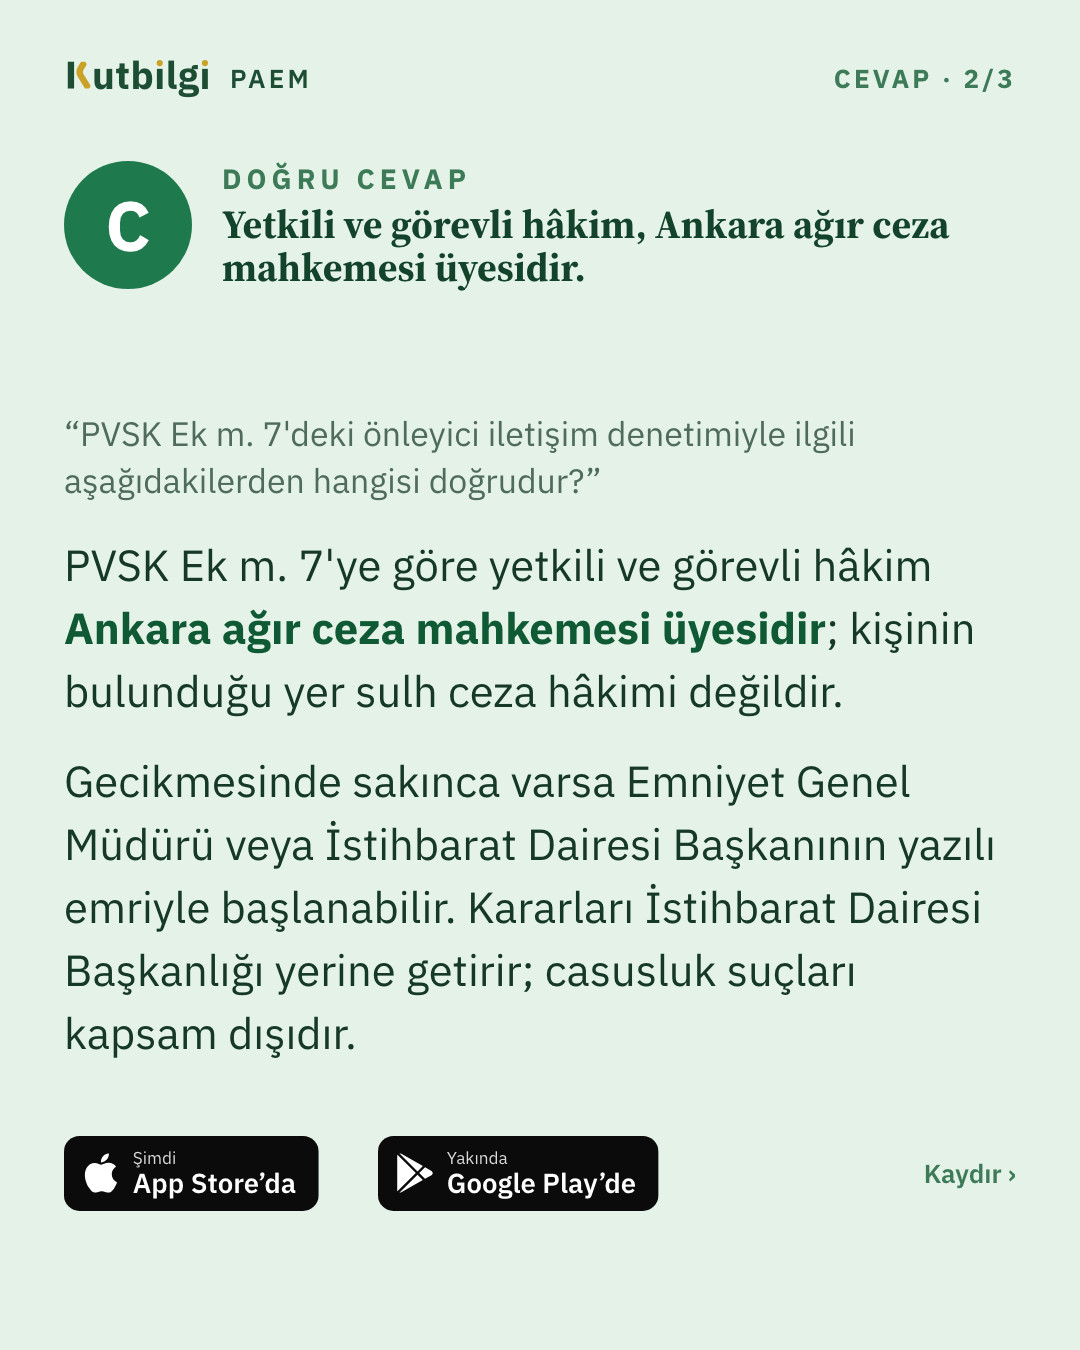 Kutbilgi PAEM
CEVAP · 2/3
C
DOĞRU CEVAP
Yetkili ve görevli hâkim, Ankara ağır ceza
mahkemesi üyesidir.
“PVSK Ek m. 7'deki önleyici iletişim denetimiyle ilgili
aşağıdakilerden hangisi doğrudur?”
PVSK Ek m. 7'ye göre yetkili ve görevli hâkim
Ankara ağır ceza mahkemesi üyesidir; kişinin
bulunduğu yer sulh ceza hâkimi değildir.
Gecikmesinde sakınca varsa Emniyet Genel
Müdürü veya İstihbarat Dairesi Başkanının yazılı
emriyle başlanabilir. Kararları İstihbarat Dairesi
Başkanlığı yerine getirir; casusluk suçları
kapsam dışıdır.
Şimdi
App Store’da
Yakında
Google Play’de
Kaydır ›